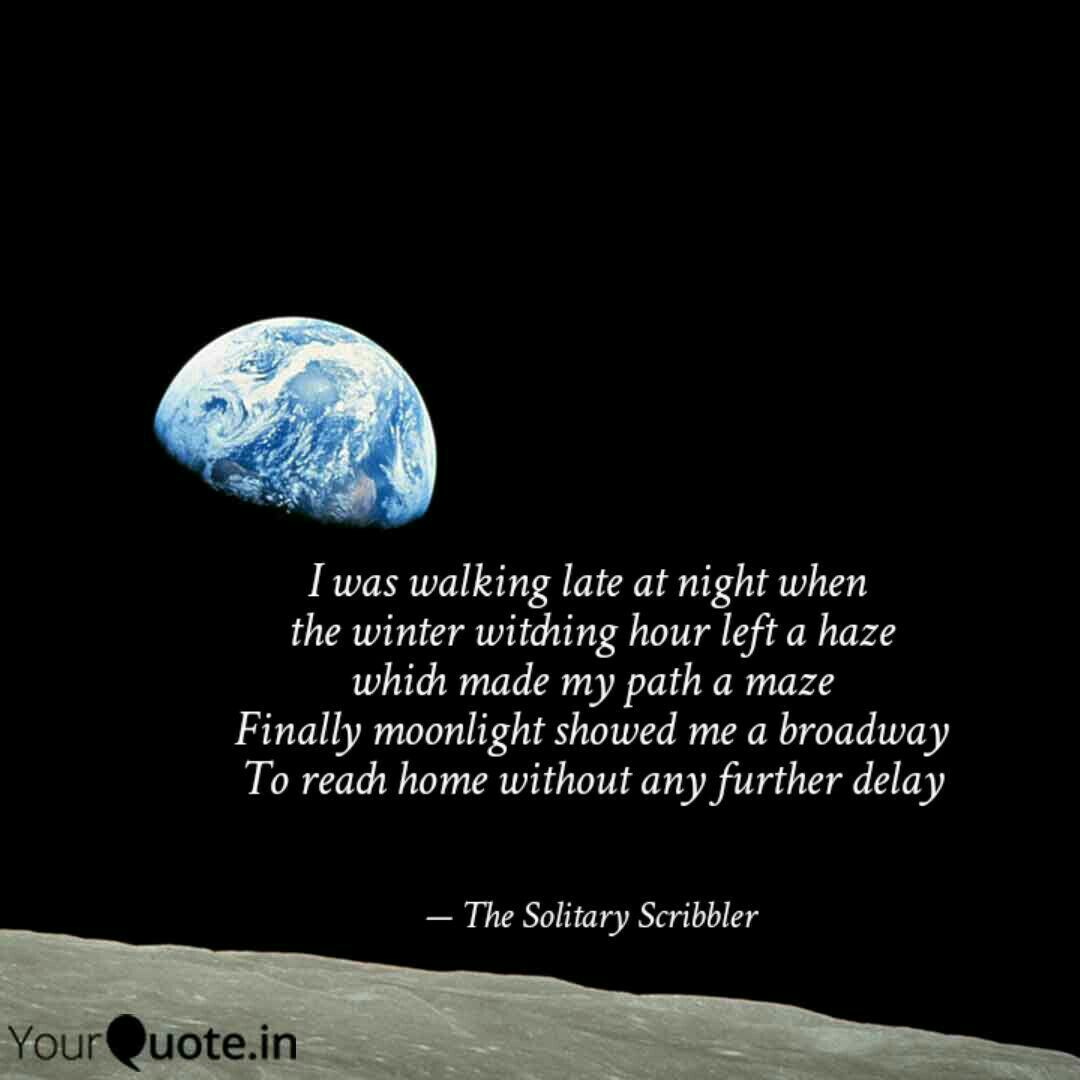 I was walking late at night when
the winter witching hour left a haze
which made my path a maze
Finally moonlight showed me a broadway
To reach home without any further delay
— The Solitary Scribbler
YourQuote.in